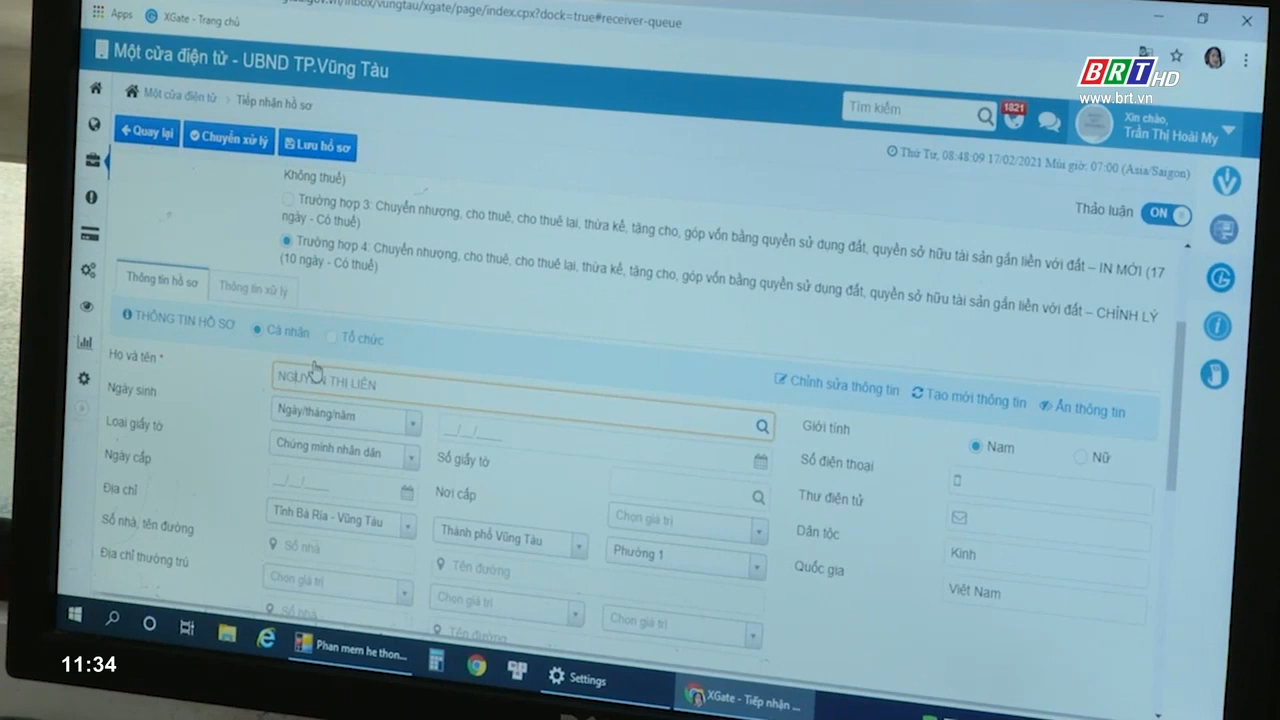 /inbox/vungtau/xgate/page/index.cpx?dock=true#receiver-queue
Apps XGate - Trang chủ
BRT HD
www.brt.vn
Một cửa điện tử - UBND TP.Vũng Tàu
Tìm kiếm
1821
Xin chào,
Trần Thị Hoài My
Một cửa điện tử > Tiếp nhận hồ sơ
Quay lại Chuyển xử lý Lưu hồ sơ
Thứ Tư, 08:48:09 17/02/2021 Múi giờ: 07:00 (Asia/Saigon)
Thảo luận ON
Không thuế)
Trường hợp 3: Chuyển nhượng, cho thuê, cho thuê lại, thừa kế, tặng cho, góp vốn bằng quyền sử dụng đất, quyền sở hữu tài sản gắn liền với đất – IN MỚI (17
ngày - Có thuế)
Trường hợp 4: Chuyển nhượng, cho thuê, cho thuê lại, thừa kế, tặng cho, góp vốn bằng quyền sử dụng đất, quyền sở hữu tài sản gắn liền với đất – CHỈNH LÝ
(10 ngày - Có thuế)
Thông tin hồ sơ Thông tin xử lý
THÔNG TIN HỒ SƠ Cá nhân Tổ chức
Chỉnh sửa thông tin Tạo mới thông tin Ẩn thông tin
Họ và tên * NGUYỄN THỊ LIÊN
Giới tính Nam Nữ
Ngày sinh Ngày/tháng/năm __/__/____
Số điện thoại
Loại giấy tờ Chứng minh nhân dân Số giấy tờ
Thư điện tử
Ngày cấp __/__/____ Nơi cấp Chọn giá trị
Dân tộc Kinh
Địa chỉ Tỉnh Bà Rịa - Vũng Tàu Thành phố Vũng Tàu Phường 1
Quốc gia Việt Nam
Số nhà, tên đường Số nhà Tên đường
Địa chỉ thường trú Chọn giá trị Chọn giá trị Chọn giá trị
Số nhà Tên đường
Phan mem he thon...
Settings
XGate - Tiếp nhận ...
11:34